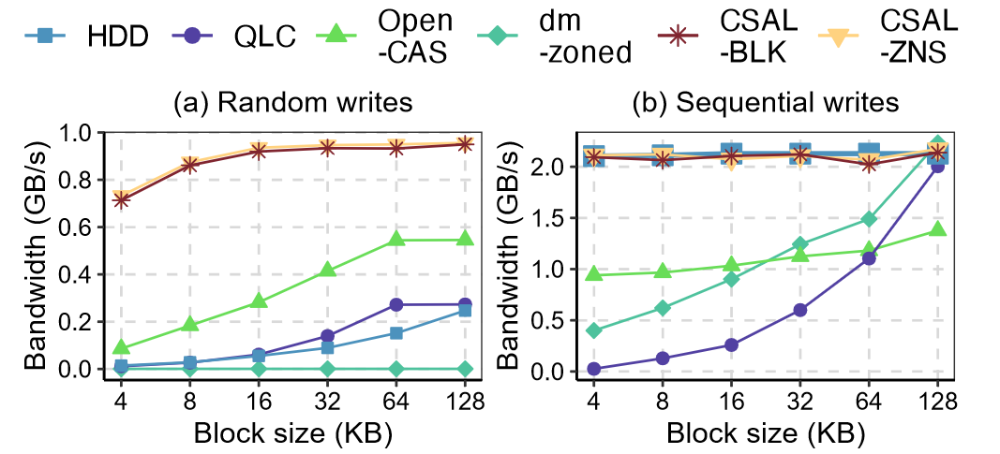 HDD
QLC
Open
-CAS
dm
-zoned
CSAL
-BLK
CSAL
-ZNS
(a) Random writes
Bandwidth (GB/s)
1.0
0.8
0.6
0.4
0.2
0.0
4 8 16 32 64 128
Block size (KB)
(b) Sequential writes
Bandwidth (GB/s)
2.0
1.5
1.0
0.5
0.0
4 8 16 32 64 128
Block size (KB)